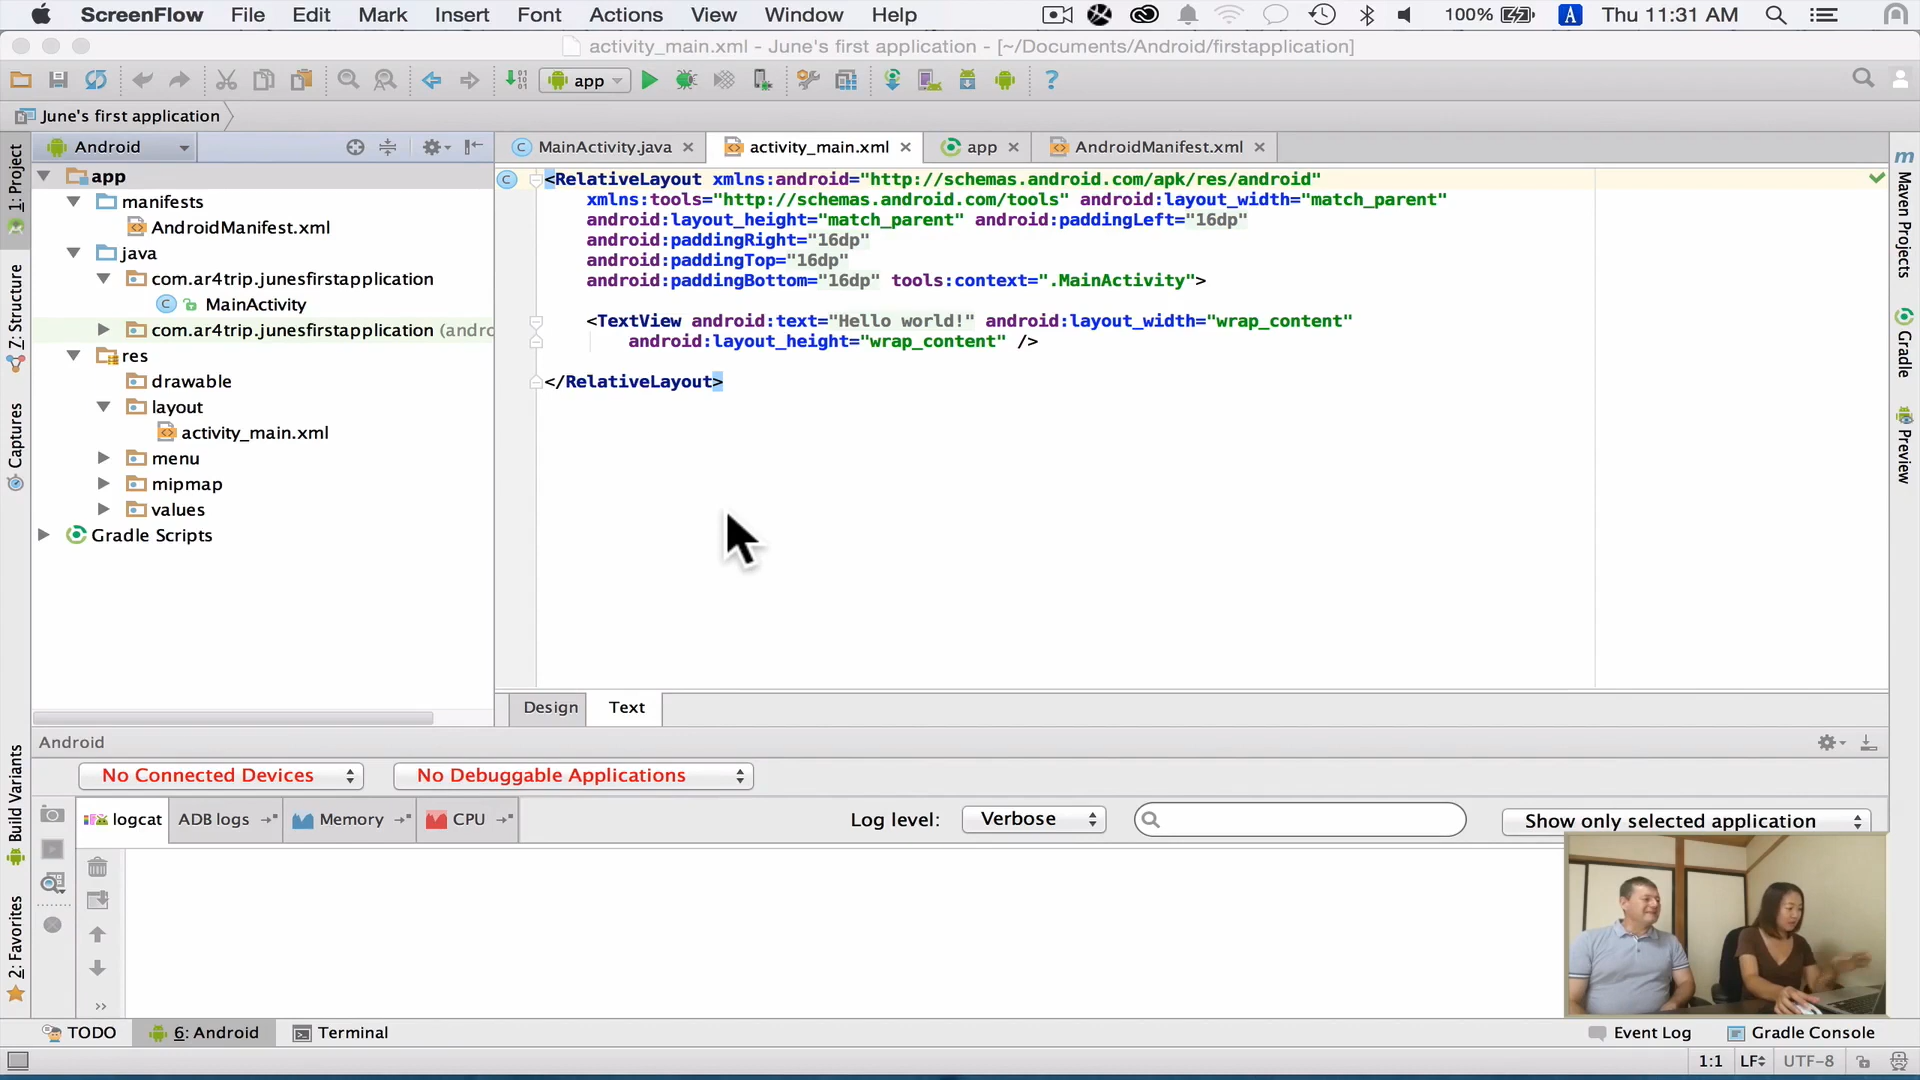 ScreenFlow File Edit Mark Insert Font Actions View Window Help 100% A Thu 11:31 AM
activity_main.xml - June's first application - [~/Documents/Android/firstapplication]
app ?
June's first application
Android
MainActivity.java activity_main.xml app AndroidManifest.xml
1: Project
Z: Structure
Captures
Build Variants
2: Favorites
app
manifests
AndroidManifest.xml
java
com.ar4trip.junesfirstapplication
C MainActivity
com.ar4trip.junesfirstapplication (andro
res
drawable
layout
activity_main.xml
menu
mipmap
values
Gradle Scripts
<RelativeLayout xmlns:android="http://schemas.android.com/apk/res/android"
xmlns:tools="http://schemas.android.com/tools" android:layout_width="match_parent"
android:layout_height="match_parent" android:paddingLeft="16dp"
android:paddingRight="16dp"
android:paddingTop="16dp"
android:paddingBottom="16dp" tools:context=".MainActivity">
<TextView android:text="Hello world!" android:layout_width="wrap_content"
android:layout_height="wrap_content" />
</RelativeLayout>
m Maven Projects
Gradle
Preview
Design Text
Android
No Connected Devices No Debuggable Applications
logcat ADB logs Memory CPU Log level: Verbose Show only selected application
TODO 6: Android Terminal Event Log Gradle Console
1:1 LF UTF-8